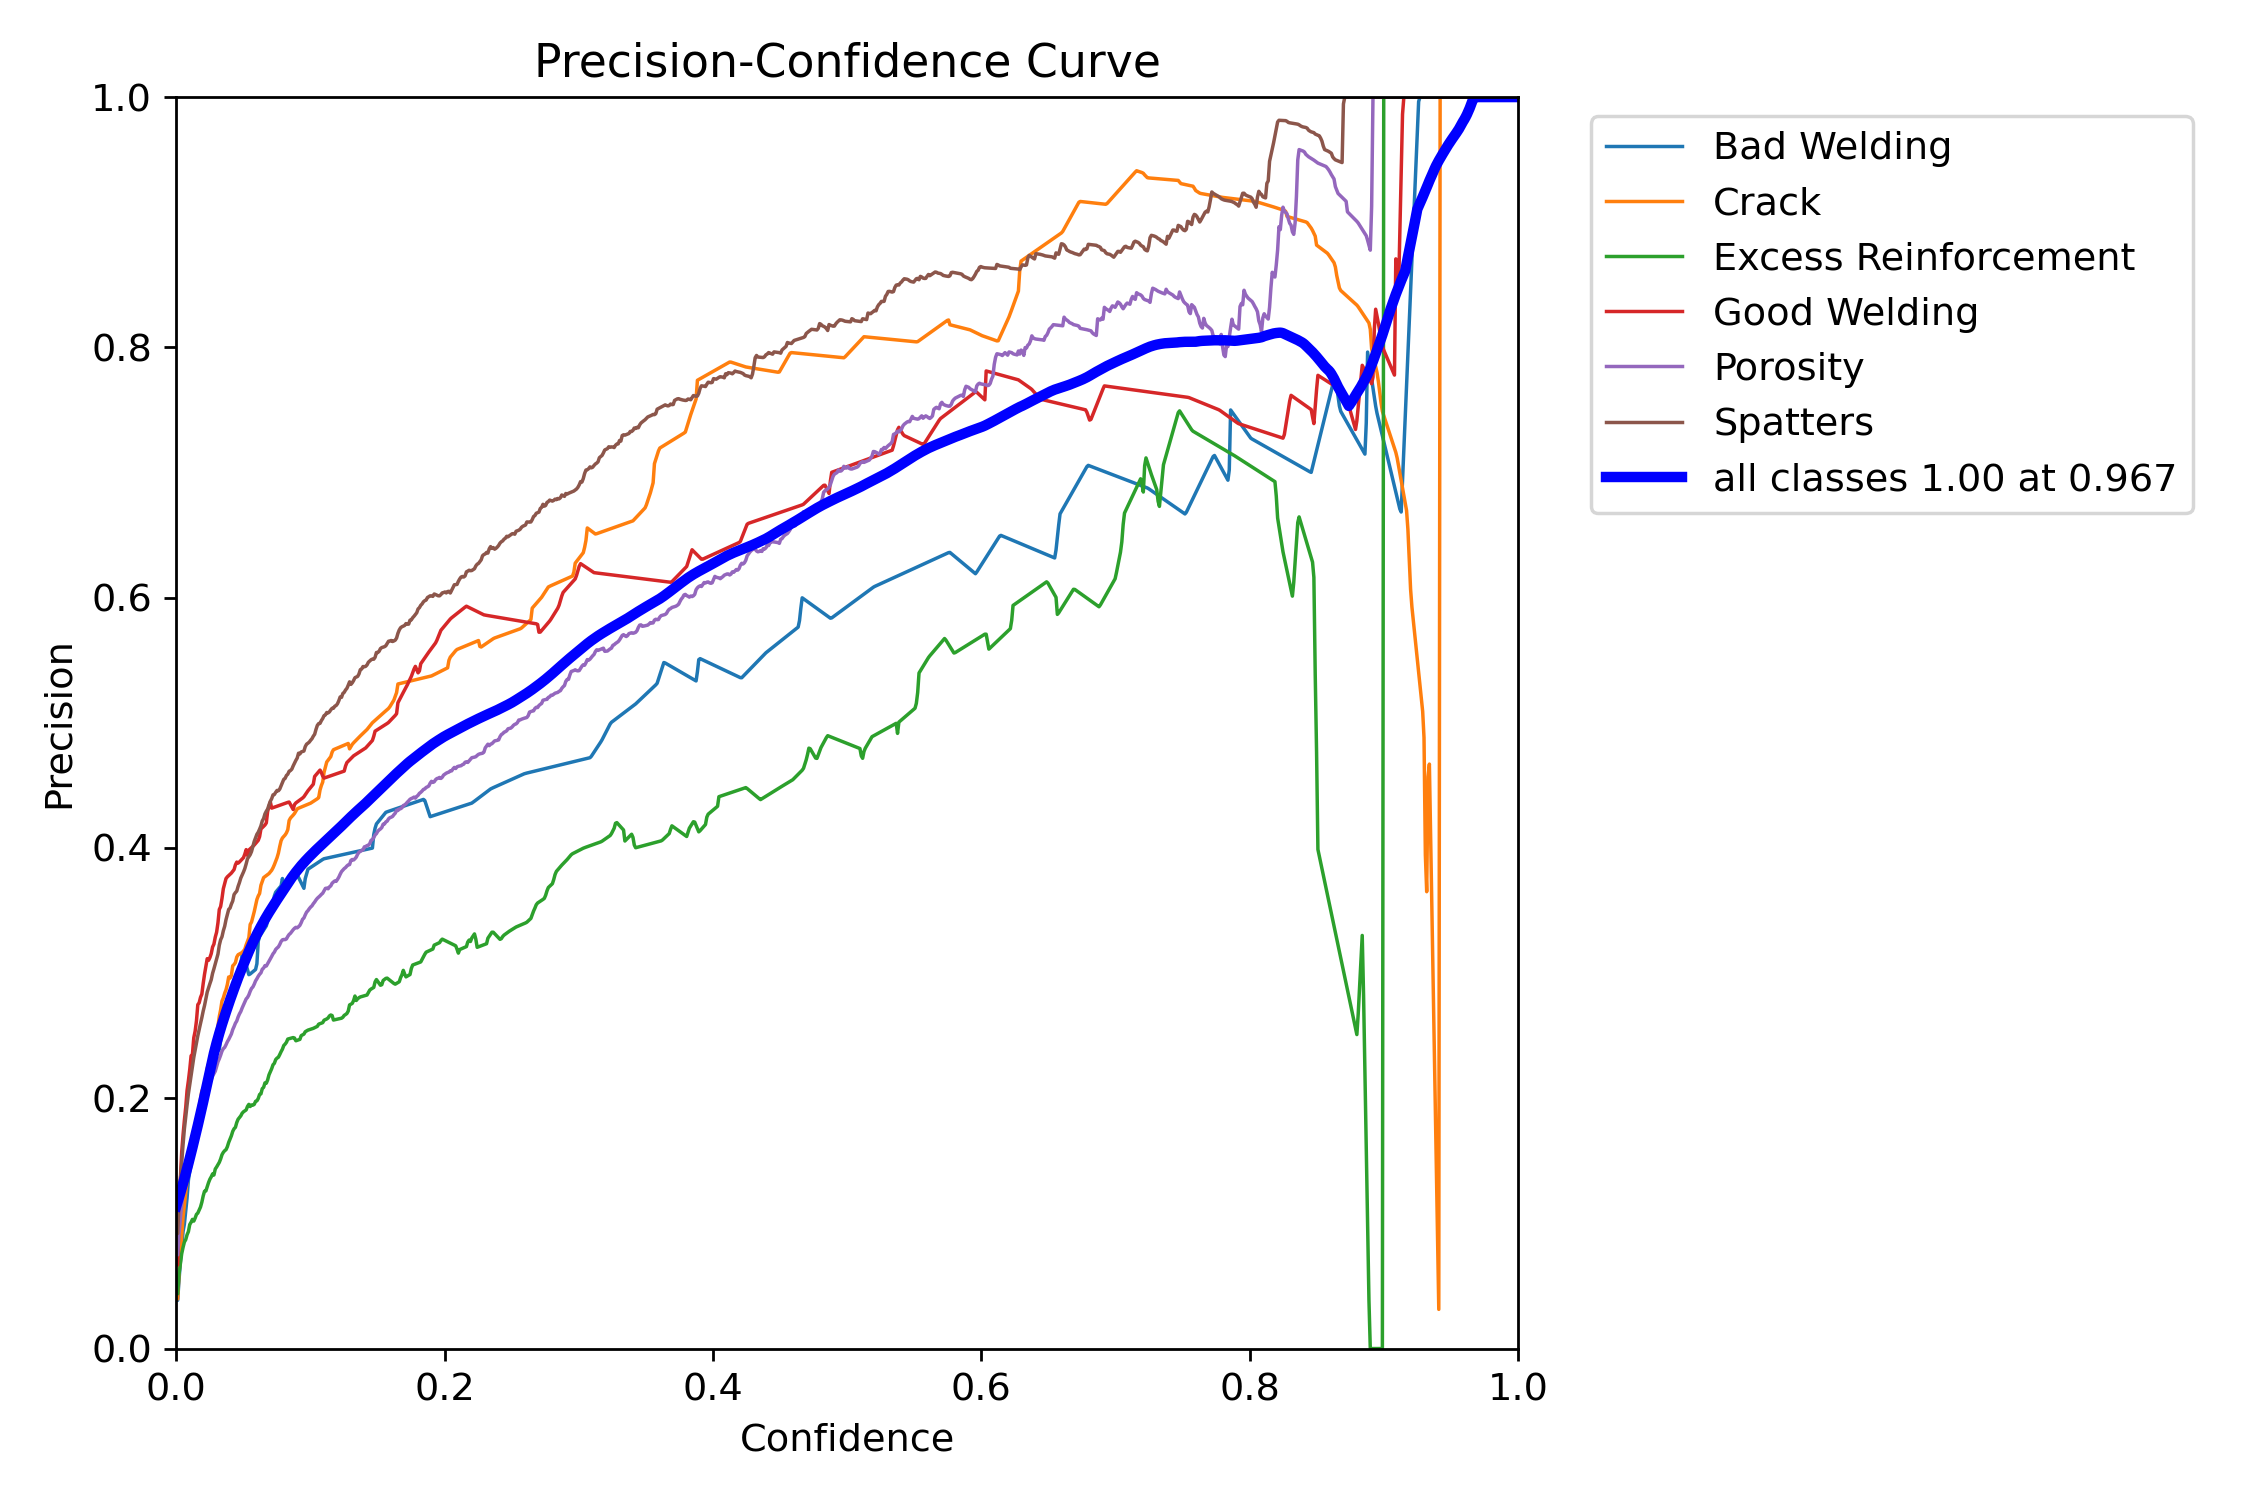 Precision-Confidence Curve
1.0
0.8
0.6
0.4
0.2
0.0
Precision
0.0 0.2 0.4 0.6 0.8 1.0
Confidence
Bad Welding
Crack
Excess Reinforcement
Good Welding
Porosity
Spatters
all classes 1.00 at 0.967